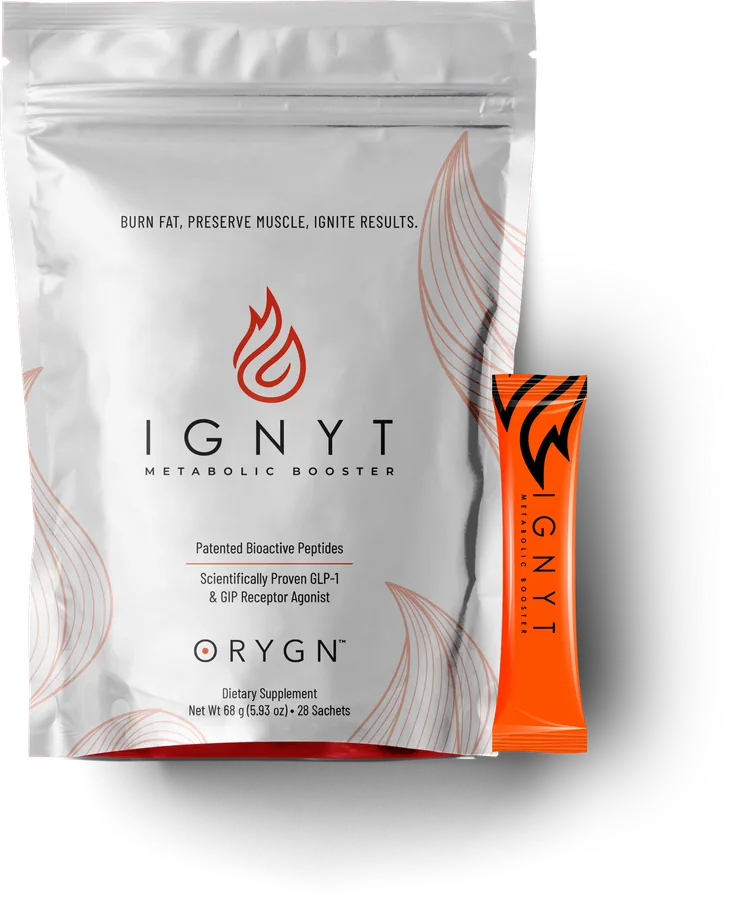 BURN FAT, PRESERVE MUSCLE, IGNITE RESULTS.
IGNYT
METABOLIC BOOSTER
Patented Bioactive Peptides
Scientifically Proven GLP-1
& GIP Receptor Agonist
ORYGN™
Dietary Supplement
Net Wt 68 g (5.93 oz) • 28 Sachets
IGNYT
METABOLIC BOOSTER